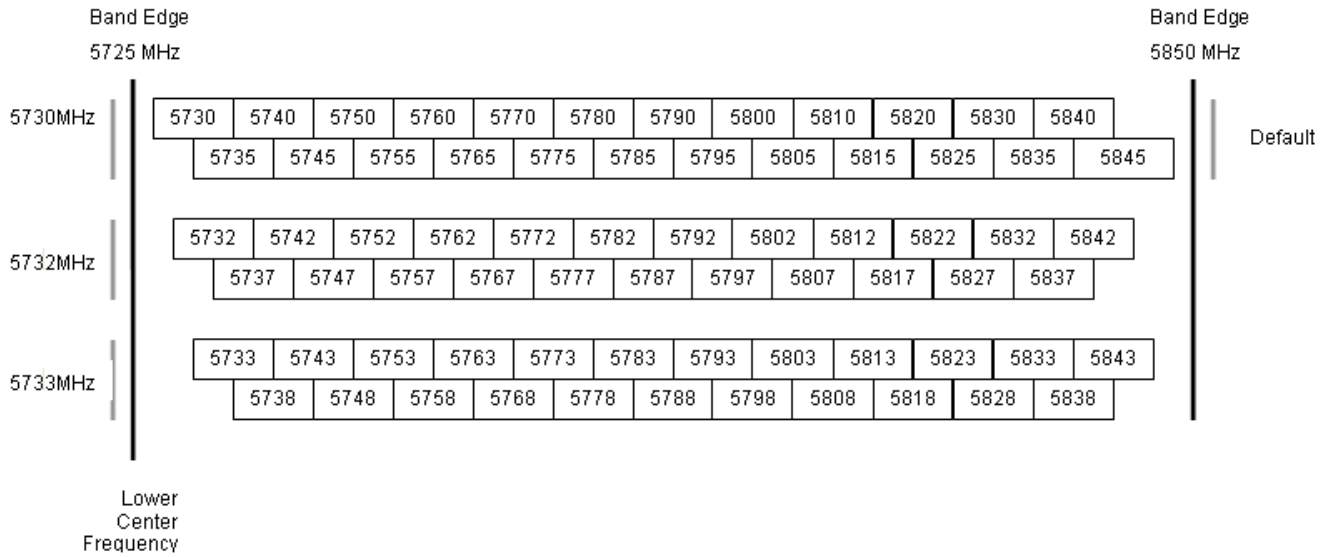 Band Edge
5725 MHz
Band Edge
5850 MHz
5730MHz
5730 5740 5750 5760 5770 5780 5790 5800 5810 5820 5830 5840
5735 5745 5755 5765 5775 5785 5795 5805 5815 5825 5835 5845
Default
5732MHz
5732 5742 5752 5762 5772 5782 5792 5802 5812 5822 5832 5842
5737 5747 5757 5767 5777 5787 5797 5807 5817 5827 5837
5733MHz
5733 5743 5753 5763 5773 5783 5793 5803 5813 5823 5833 5843
5738 5748 5758 5768 5778 5788 5798 5808 5818 5828 5838
Lower
Center
Frequency